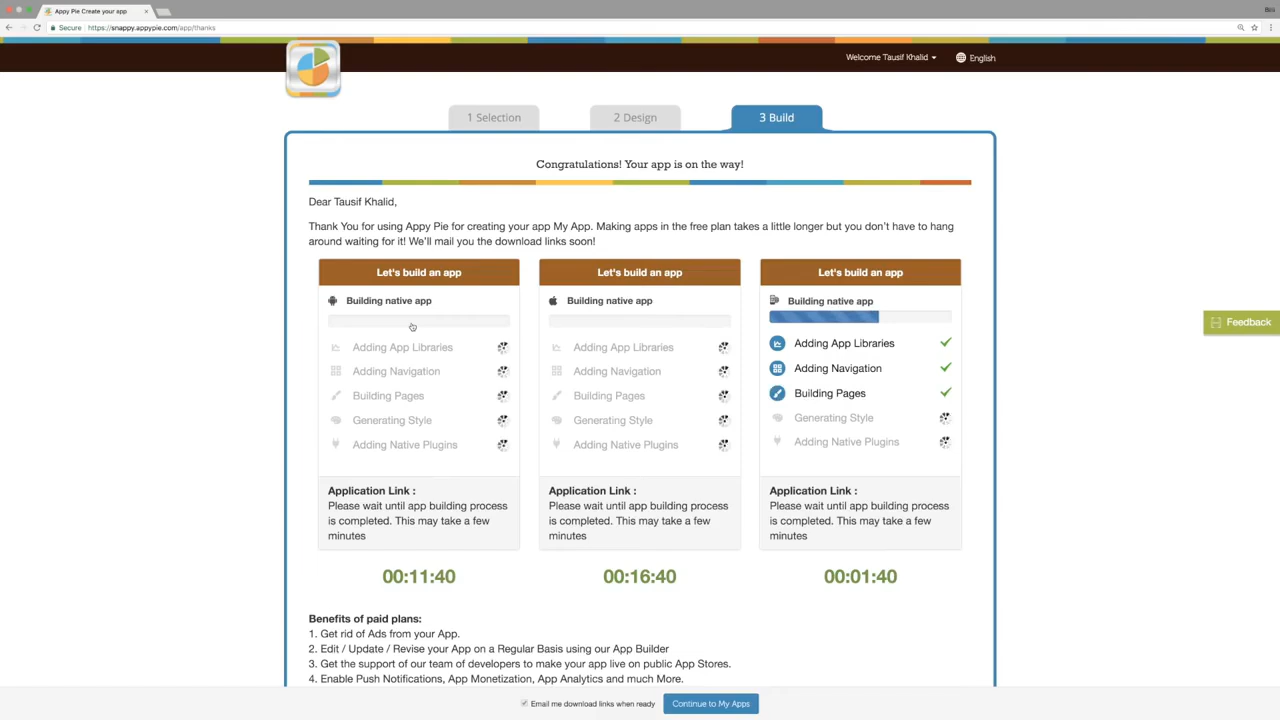 Appy Pie Create your app
Secure https://snappy.appypie.com/app/thanks
Welcome Tausif Khalid
English
1 Selection
2 Design
3 Build
Congratulations! Your app is on the way!
Dear Tausif Khalid,
Thank You for using Appy Pie for creating your app My App. Making apps in the free plan takes a little longer but you don't have to hang
around waiting for it! We'll mail you the download links soon!
Let's build an app
Building native app
Adding App Libraries
Adding Navigation
Building Pages
Generating Style
Adding Native Plugins
Application Link :
Please wait until app building process
is completed. This may take a few
minutes
00:11:40
Let's build an app
Building native app
Adding App Libraries
Adding Navigation
Building Pages
Generating Style
Adding Native Plugins
Application Link :
Please wait until app building process
is completed. This may take a few
minutes
00:16:40
Let's build an app
Building native app
Adding App Libraries
Adding Navigation
Building Pages
Generating Style
Adding Native Plugins
Application Link :
Please wait until app building process
is completed. This may take a few
minutes
00:01:40
Feedback
Benefits of paid plans:
1. Get rid of Ads from your App.
2. Edit / Update / Revise your App on a Regular Basis using our App Builder
3. Get the support of our team of developers to make your app live on public App Stores.
4. Enable Push Notifications, App Monetization, App Analytics and much More.
Email me download links when ready
Continue to My Apps